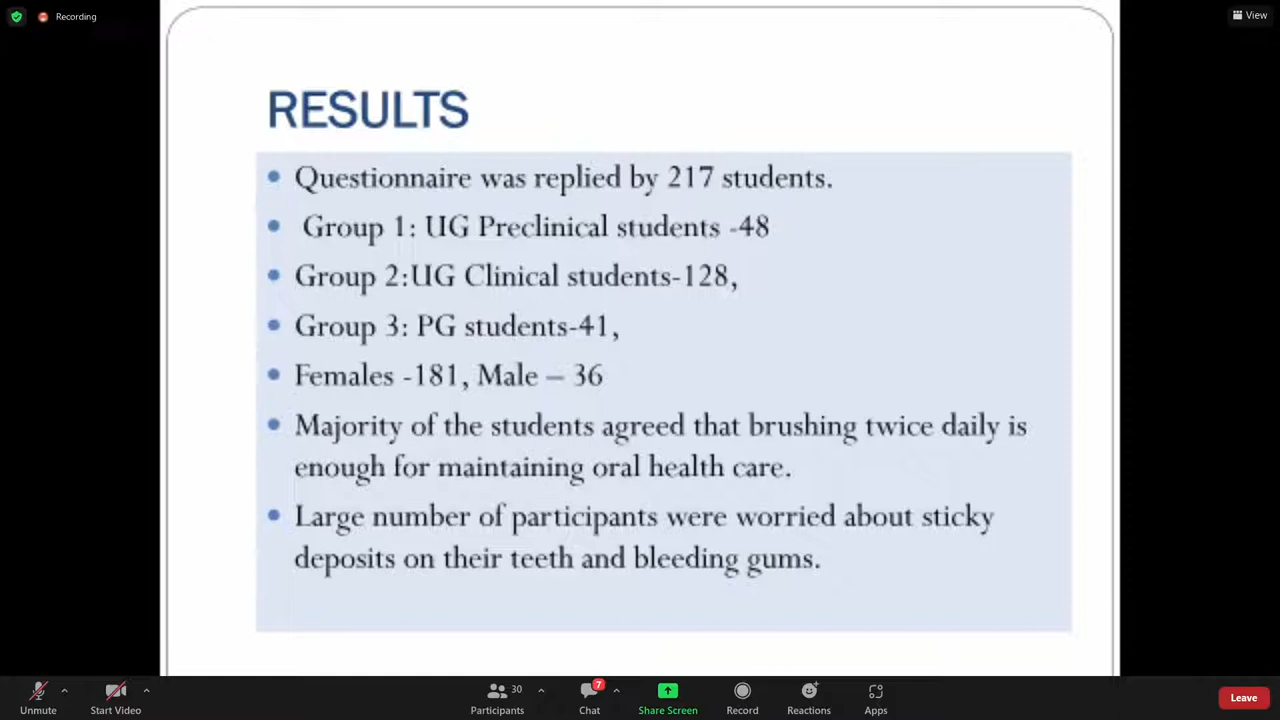 Recording
View
RESULTS
Questionnaire was replied by 217 students.
Group 1: UG Preclinical students -48
Group 2:UG Clinical students-128,
Group 3: PG students-41,
Females -181, Male – 36
Majority of the students agreed that brushing twice daily is
enough for maintaining oral health care.
Large number of participants were worried about sticky
deposits on their teeth and bleeding gums.
Unmute
Start Video
30
Participants
7
Chat
Share Screen
Record
Reactions
Apps
Leave